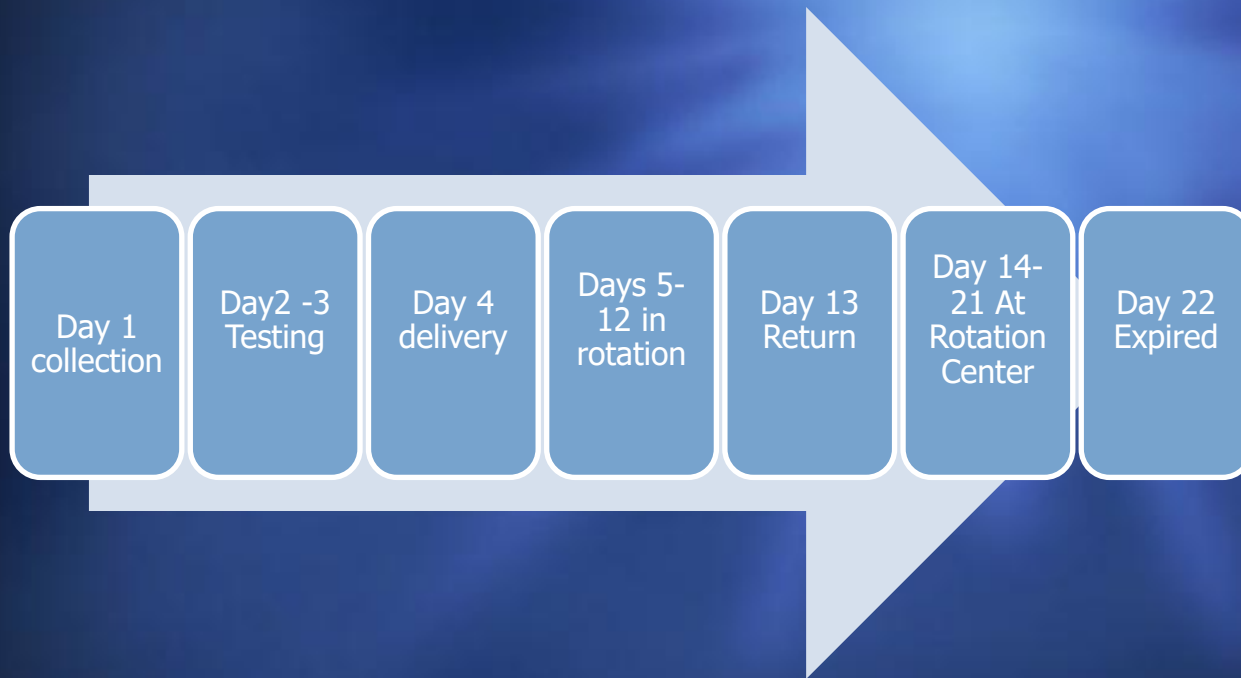 Day 1
collection
Day2 -3
Testing
Day 4
delivery
Days 5-
12 in
rotation
Day 13
Return
Day 14-
21 At
Rotation
Center
Day 22
Expired